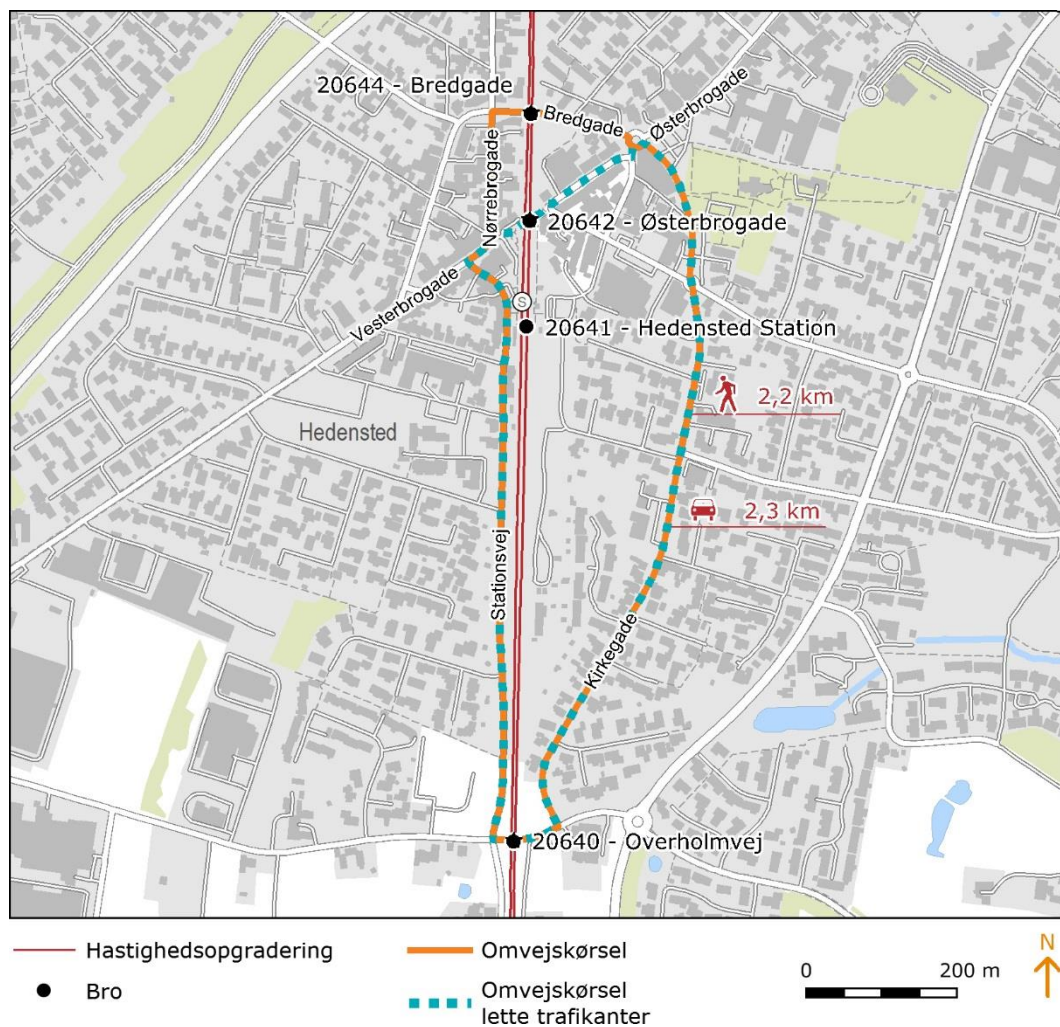 20644 - Bredgade
Bredgade
Østerbrogade
Nørrebrogade
20642 - Østerbrogade
Vesterbrogade
S
20641 - Hedensted Station
2,2 km
Hedensted
2,3 km
Stationsvej
Kirkegade
20640 - Overholmvej
Hastighedsopgradering
Omvejskørsel
N
Bro
Omvejskørsel
lette trafikanter
0 200 m